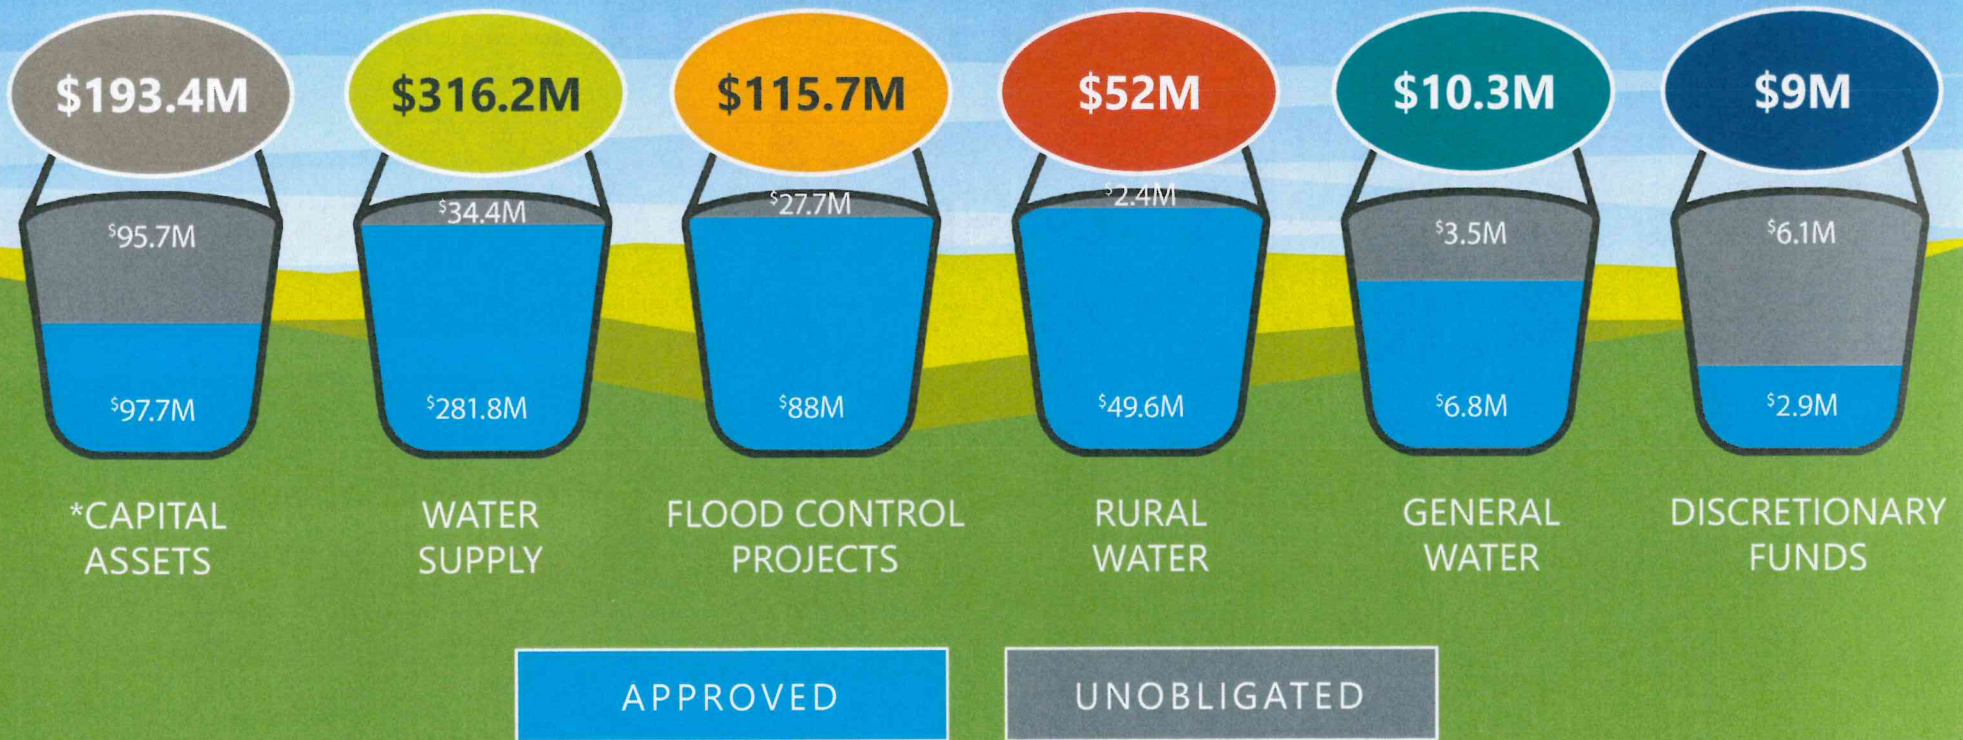 $193.4M
$316.2M
$115.7M
$52M
$10.3M
$9M
$95.7M
$34.4M
$27.7M
$2.4M
$3.5M
$6.1M
$97.7M
$281.8M
$88M
$49.6M
$6.8M
$2.9M
*CAPITAL
ASSETS
WATER
SUPPLY
FLOOD CONTROL
PROJECTS
RURAL
WATER
GENERAL
WATER
DISCRETIONARY
FUNDS
APPROVED
UNOBLIGATED